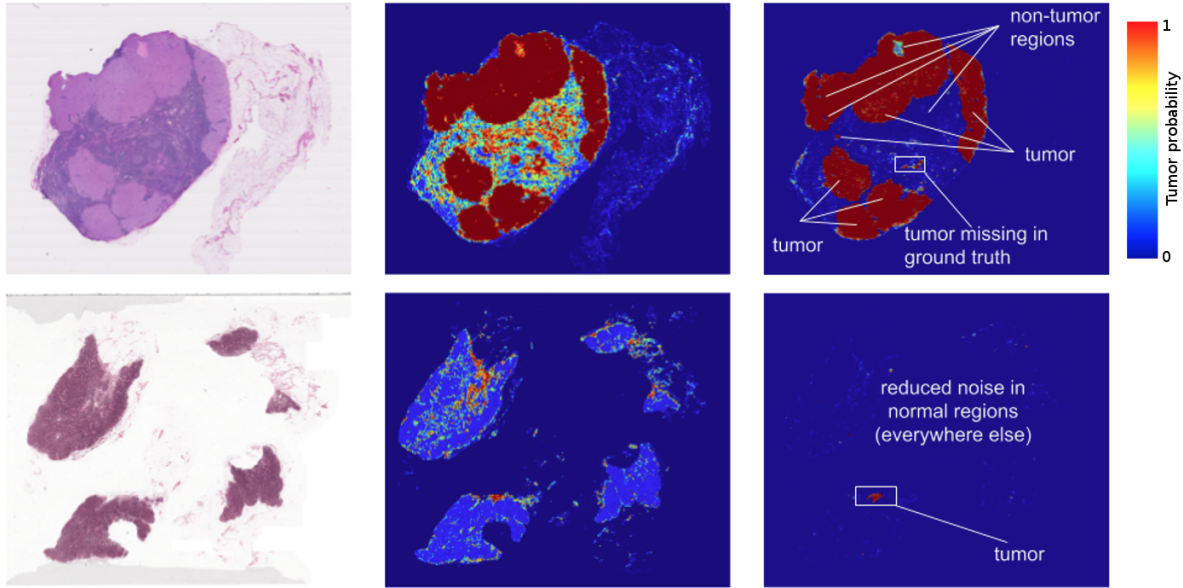 non-tumor
regions
tumor
tumor
tumor missing in
ground truth
1
Tumor probability
0
reduced noise in
normal regions
(everywhere else)
tumor